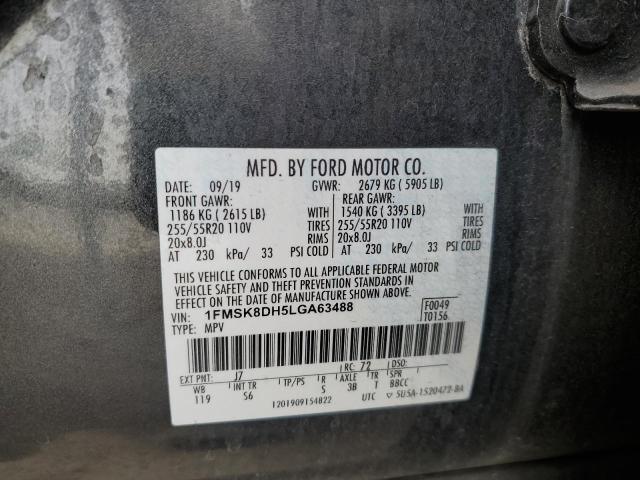 MFD. BY FORD MOTOR CO.
DATE: 09/19 GVWR: 2679 KG ( 5905 LB)
FRONT GAWR: REAR GAWR:
1186 KG ( 2615 LB) WITH 1540 KG ( 3395 LB) WITH
255/55R20 110V TIRES 255/55R20 110V TIRES
20x8.0J RIMS 20x8.0J RIMS
AT 230 kPa/ 33 PSI COLD AT 230 kPa/ 33 PSI COLD
THIS VEHICLE CONFORMS TO ALL APPLICABLE FEDERAL MOTOR
VEHICLE SAFETY AND THEFT PREVENTION STANDARDS IN EFFECT
ON THE DATE OF MANUFACTURE SHOWN ABOVE.
VIN: 1FMSK8DH5LGA63488 F0049
TYPE: MPV T0156
EXT PNT: J7 RC: 72 DSO:
WB INT TR TP/PS R AXLE TR SPR
119 S6 S 3B T BBCC
1201909154822 UTC 5U5A-1520472-BA